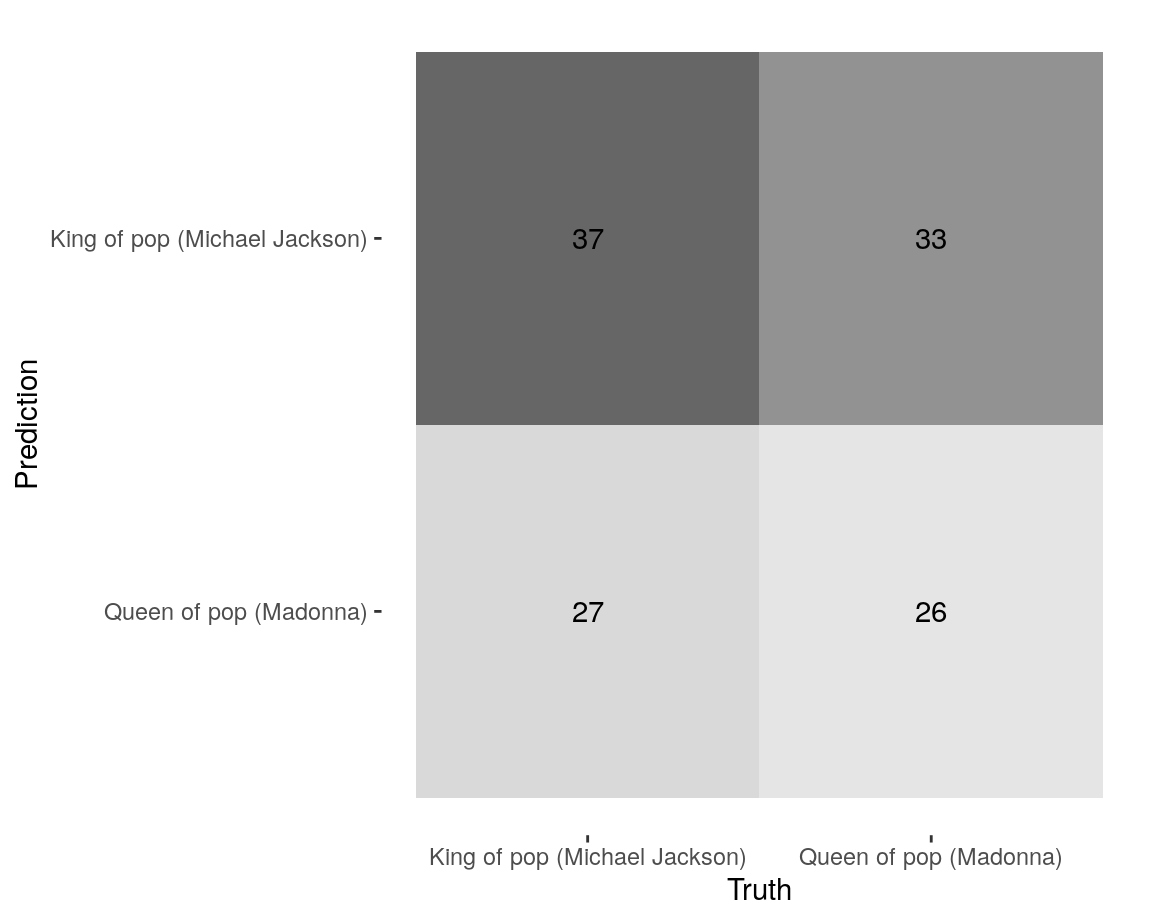 37
33
King of pop (Michael Jackson)
Prediction
27
26
Queen of pop (Madonna)
King of pop (Michael Jackson)
Queen of pop (Madonna)
Truth